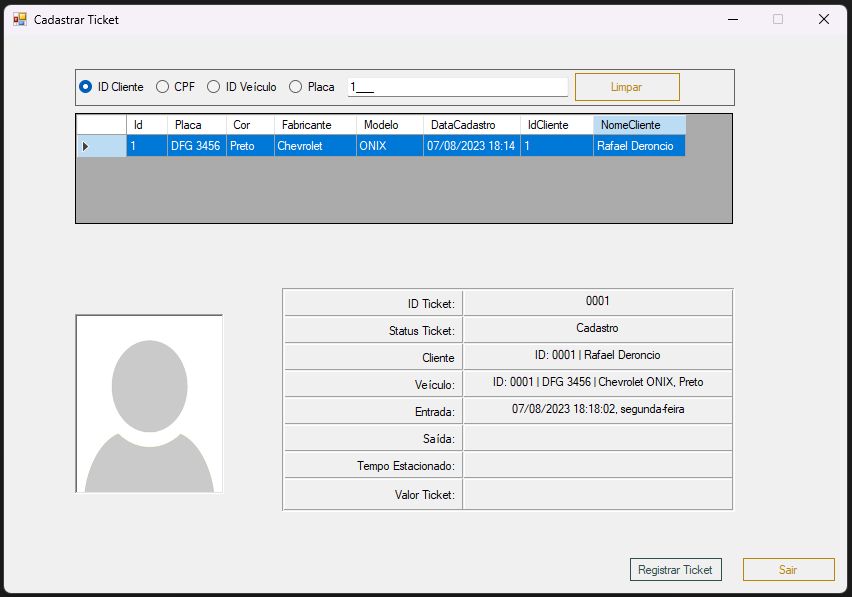 Cadastrar Ticket
ID Cliente CPF ID Veículo Placa 1___ Limpar
Id Placa Cor Fabricante Modelo DataCadastro IdCliente NomeCliente
1 DFG 3456 Preto Chevrolet ONIX 07/08/2023 18:14 1 Rafael Deroncio
ID Ticket: 0001
Status Ticket: Cadastro
Cliente ID: 0001 | Rafael Deroncio
Veículo: ID: 0001 | DFG 3456 | Chevrolet ONIX, Preto
Entrada: 07/08/2023 18:18:02, segunda-feira
Saída:
Tempo Estacionado:
Valor Ticket:
Registrar Ticket Sair